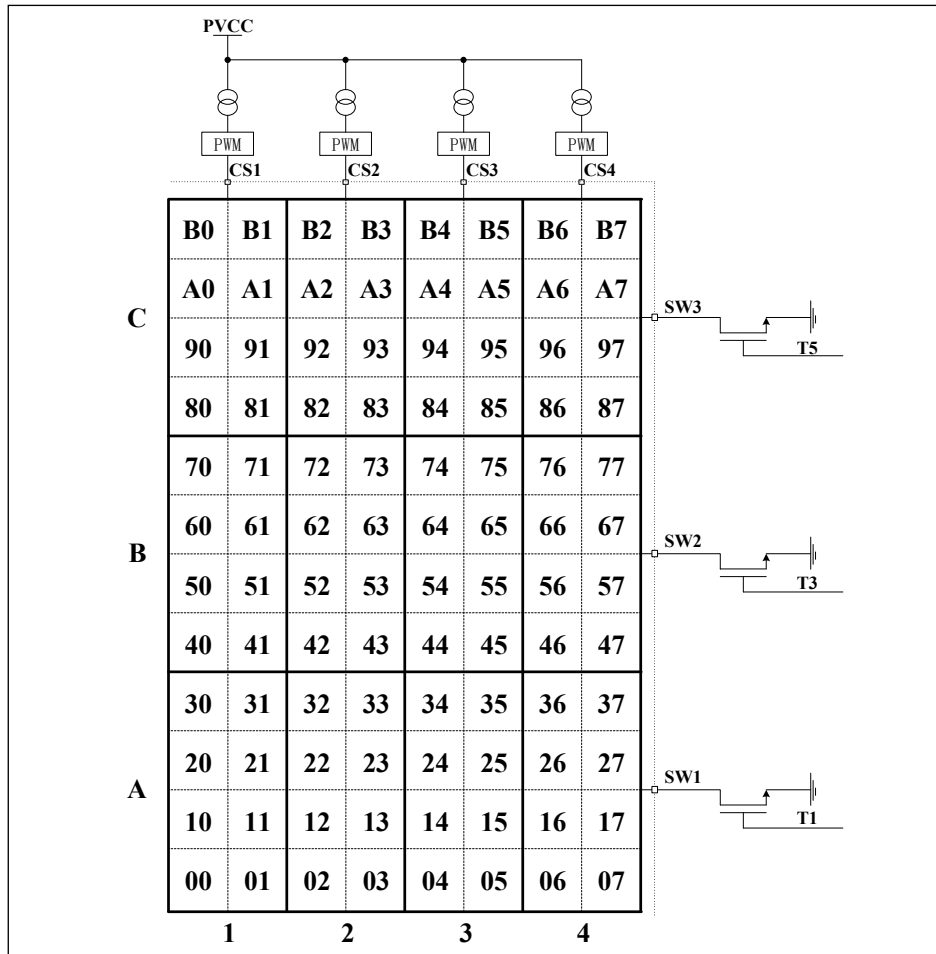 PVCC
PWM PWM PWM PWM
CS1 CS2 CS3 CS4
B0 B1 B2 B3 B4 B5 B6 B7
A0 A1 A2 A3 A4 A5 A6 A7
C SW3
90 91 92 93 94 95 96 97 T5
80 81 82 83 84 85 86 87
70 71 72 73 74 75 76 77
60 61 62 63 64 65 66 67
B SW2
50 51 52 53 54 55 56 57 T3
40 41 42 43 44 45 46 47
30 31 32 33 34 35 36 37
20 21 22 23 24 25 26 27
A SW1
10 11 12 13 14 15 16 17 T1
00 01 02 03 04 05 06 07
1 2 3 4